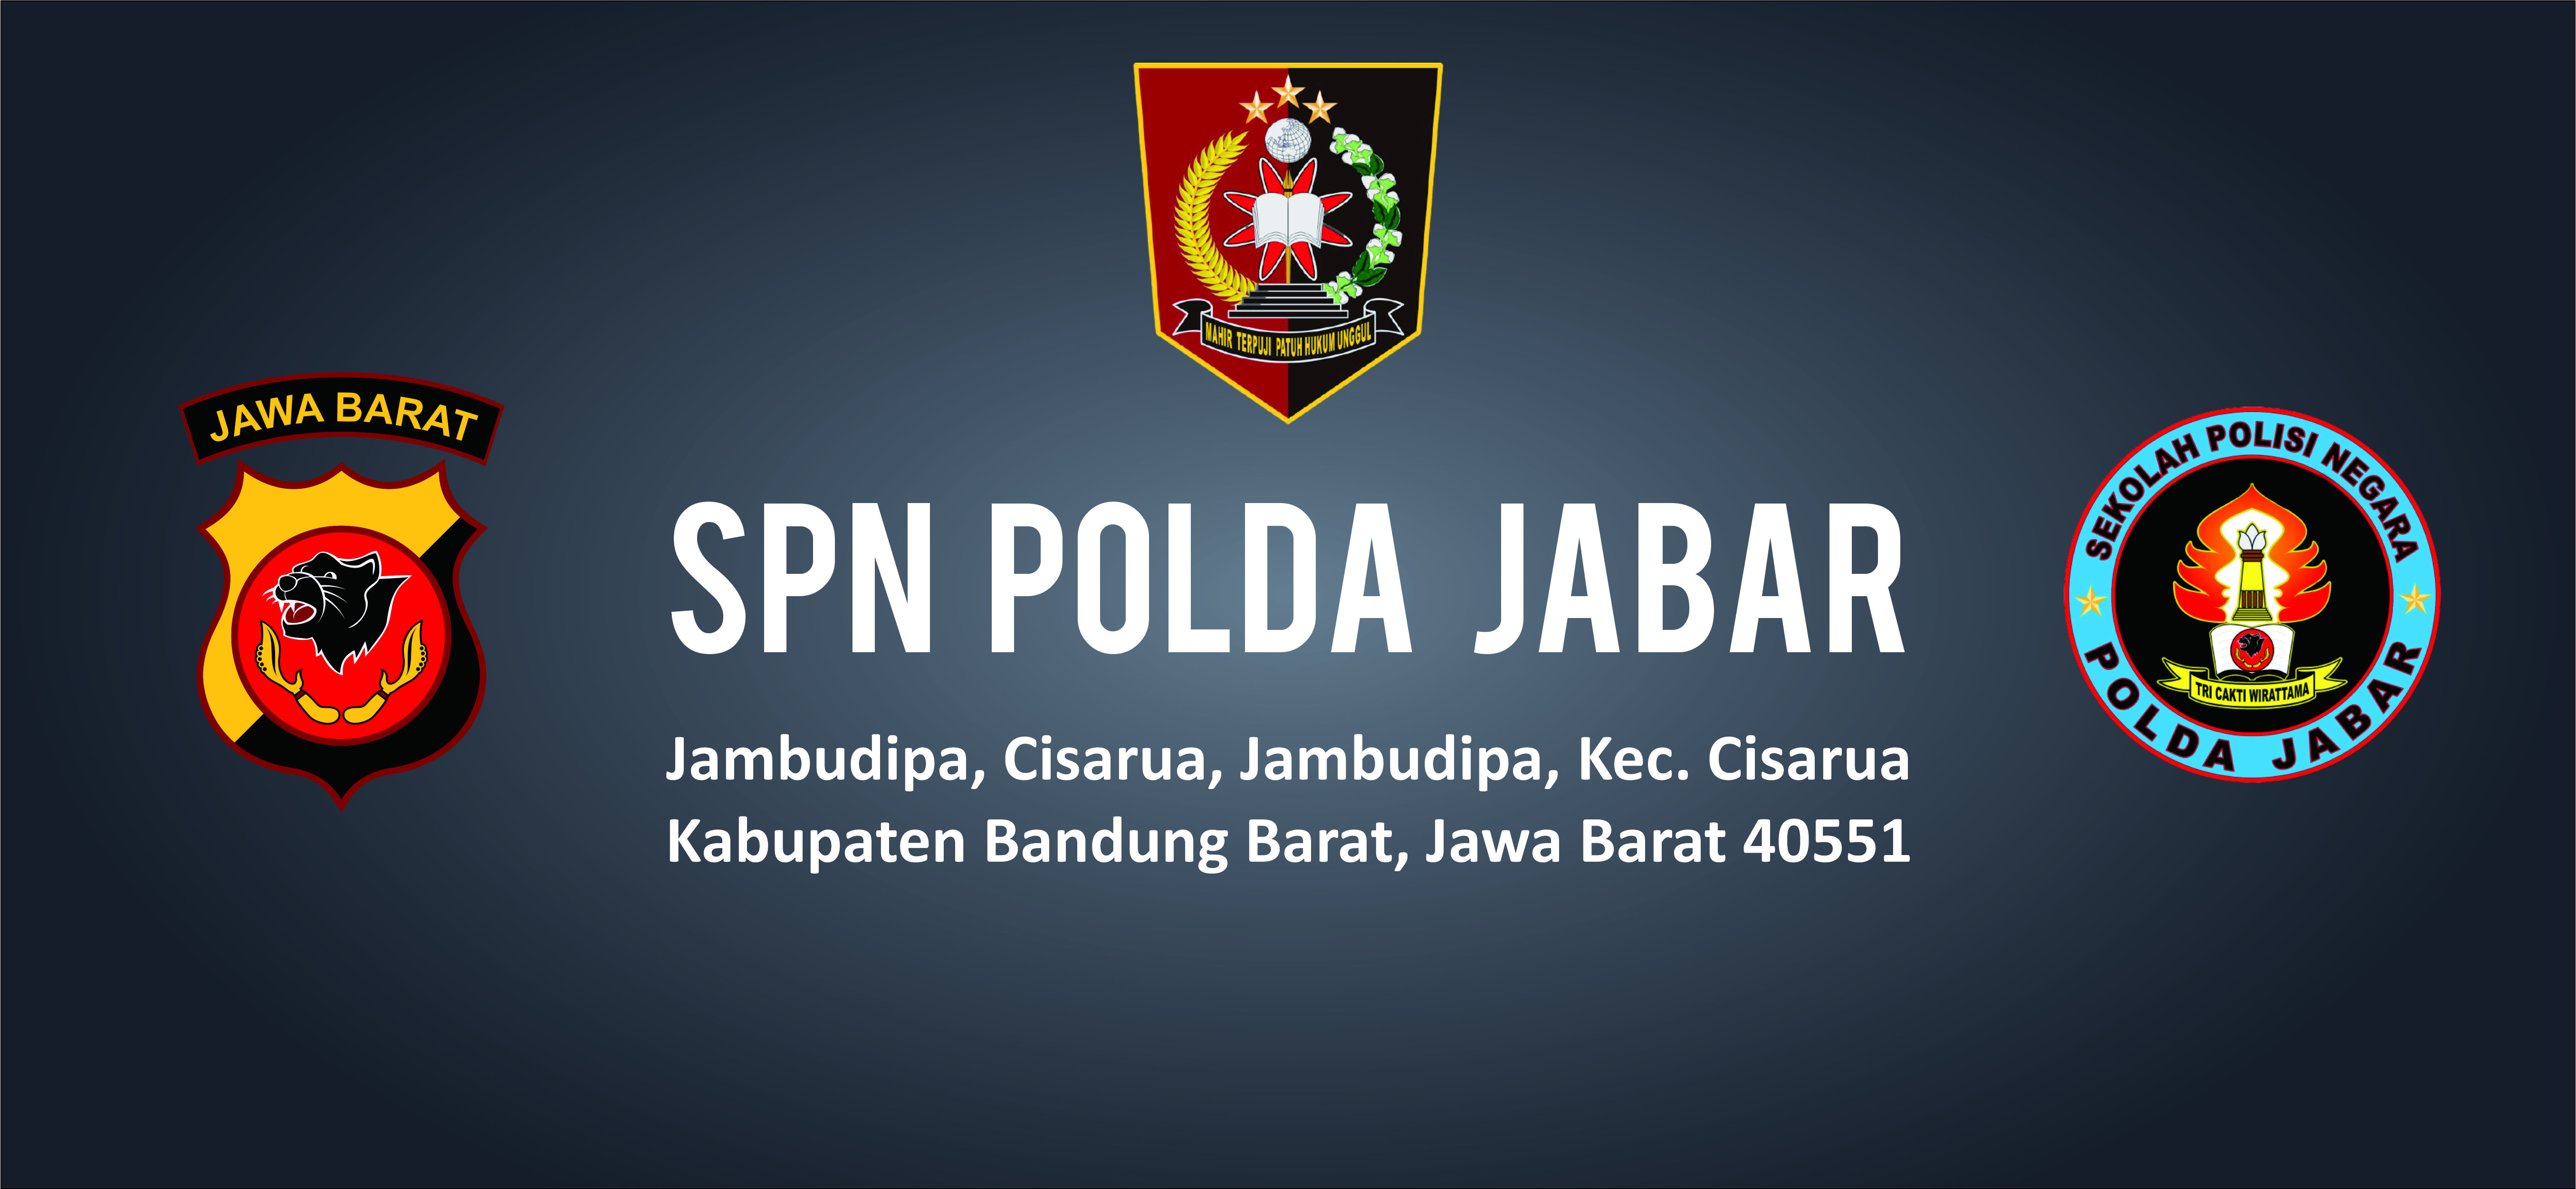 MAHIR TERPUJI PATUH HUKUM UNGGUL
JAWA BARAT
SEKOLAH POLISI NEGARA
TRI CAKTI WIRATTAMA
POLDA JABAR
SPN POLDA JABAR
Jambudipa, Cisarua, Jambudipa, Kec. Cisarua
Kabupaten Bandung Barat, Jawa Barat 40551